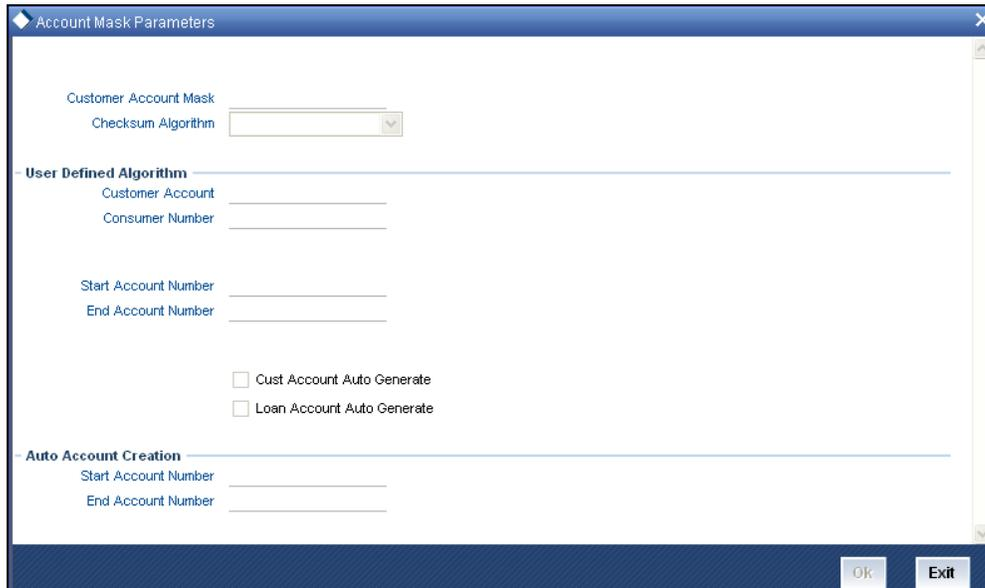 Account Mask Parameters
Customer Account Mask
Checksum Algorithm
User Defined Algorithm
Customer Account
Consumer Number
Start Account Number
End Account Number
Cust Account Auto Generate
Loan Account Auto Generate
Auto Account Creation
Start Account Number
End Account Number
Ok Exit